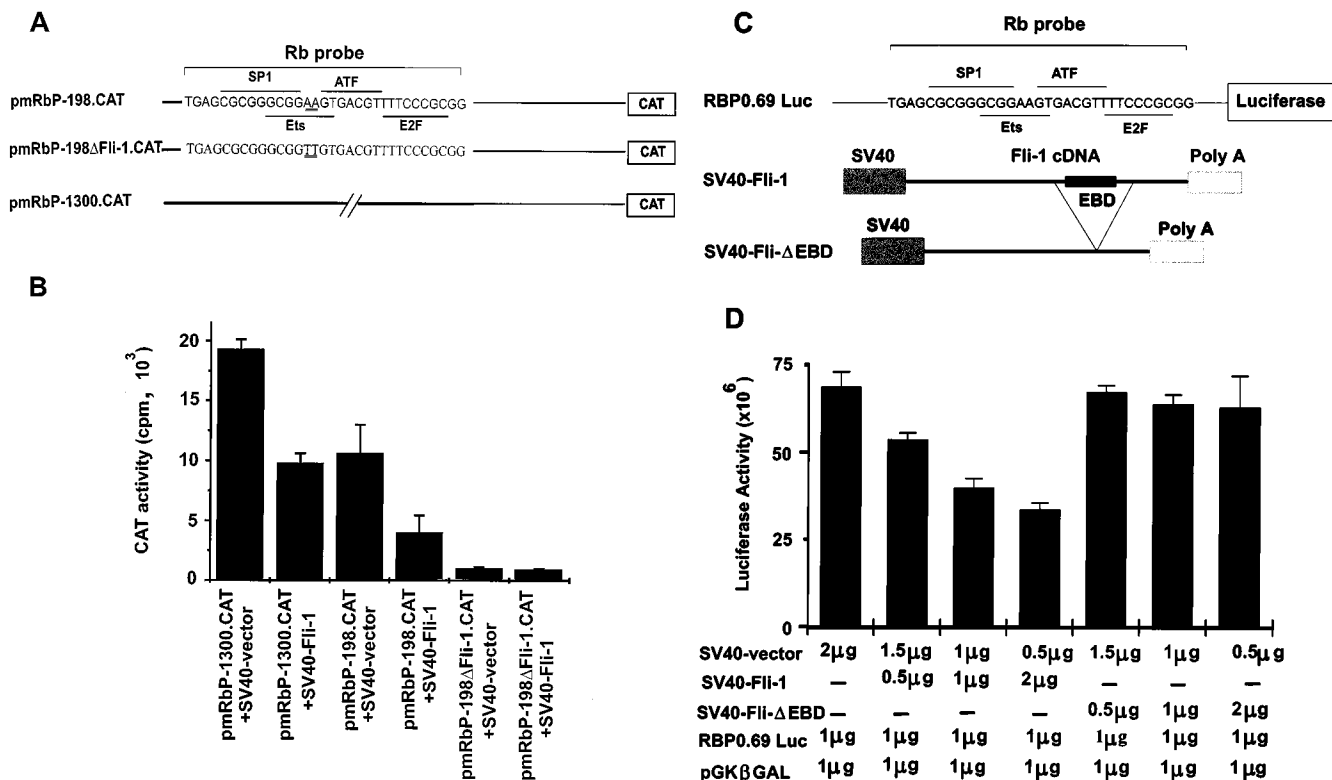 A
Rb probe
SP1
ATF
pmRbP-198.CAT
TGAGCGCGGGCGGAAGTGACGTTTTCCCGCGG
CAT
Ets
E2F
pmRbP-198ΔFli-1.CAT
TGAGCGCGGGCGGTTGTGACGTTTTCCCGCGG
CAT
pmRbP-1300.CAT
CAT
B
CAT activity (cpm, 10³)
20
15
10
5
0
pmRbP-1300.CAT
+SV40-vector
pmRbP-1300.CAT
+SV40-Fli-1
pmRbP-198.CAT
+SV40-vector
pmRbP-198.CAT
+SV40-Fli-1
pmRbP-198ΔFli-1.CAT
+SV40-vector
pmRbP-198ΔFli-1.CAT
+SV40-Fli-1
C
Rb probe
SP1
ATF
RBP0.69 Luc
TGAGCGCGGGCGGAAGTGACGTTTTCCCGCGG
Luciferase
Ets
E2F
SV40
Fli-1 cDNA
Poly A
SV40-Fli-1
EBD
SV40
Poly A
SV40-Fli-ΔEBD
D
Luciferase Activity (x10⁶)
75
50
25
0
SV40-vector 2μg 1.5μg 1μg 0.5μg 1.5μg 1μg 0.5μg
SV40-Fli-1 – 0.5μg 1μg 2μg – – –
SV40-Fli-ΔEBD – – – – 0.5μg 1μg 2μg
RBP0.69 Luc 1μg 1μg 1μg 1μg 1μg 1μg 1μg
pGKβGAL 1μg 1μg 1μg 1μg 1μg 1μg 1μg